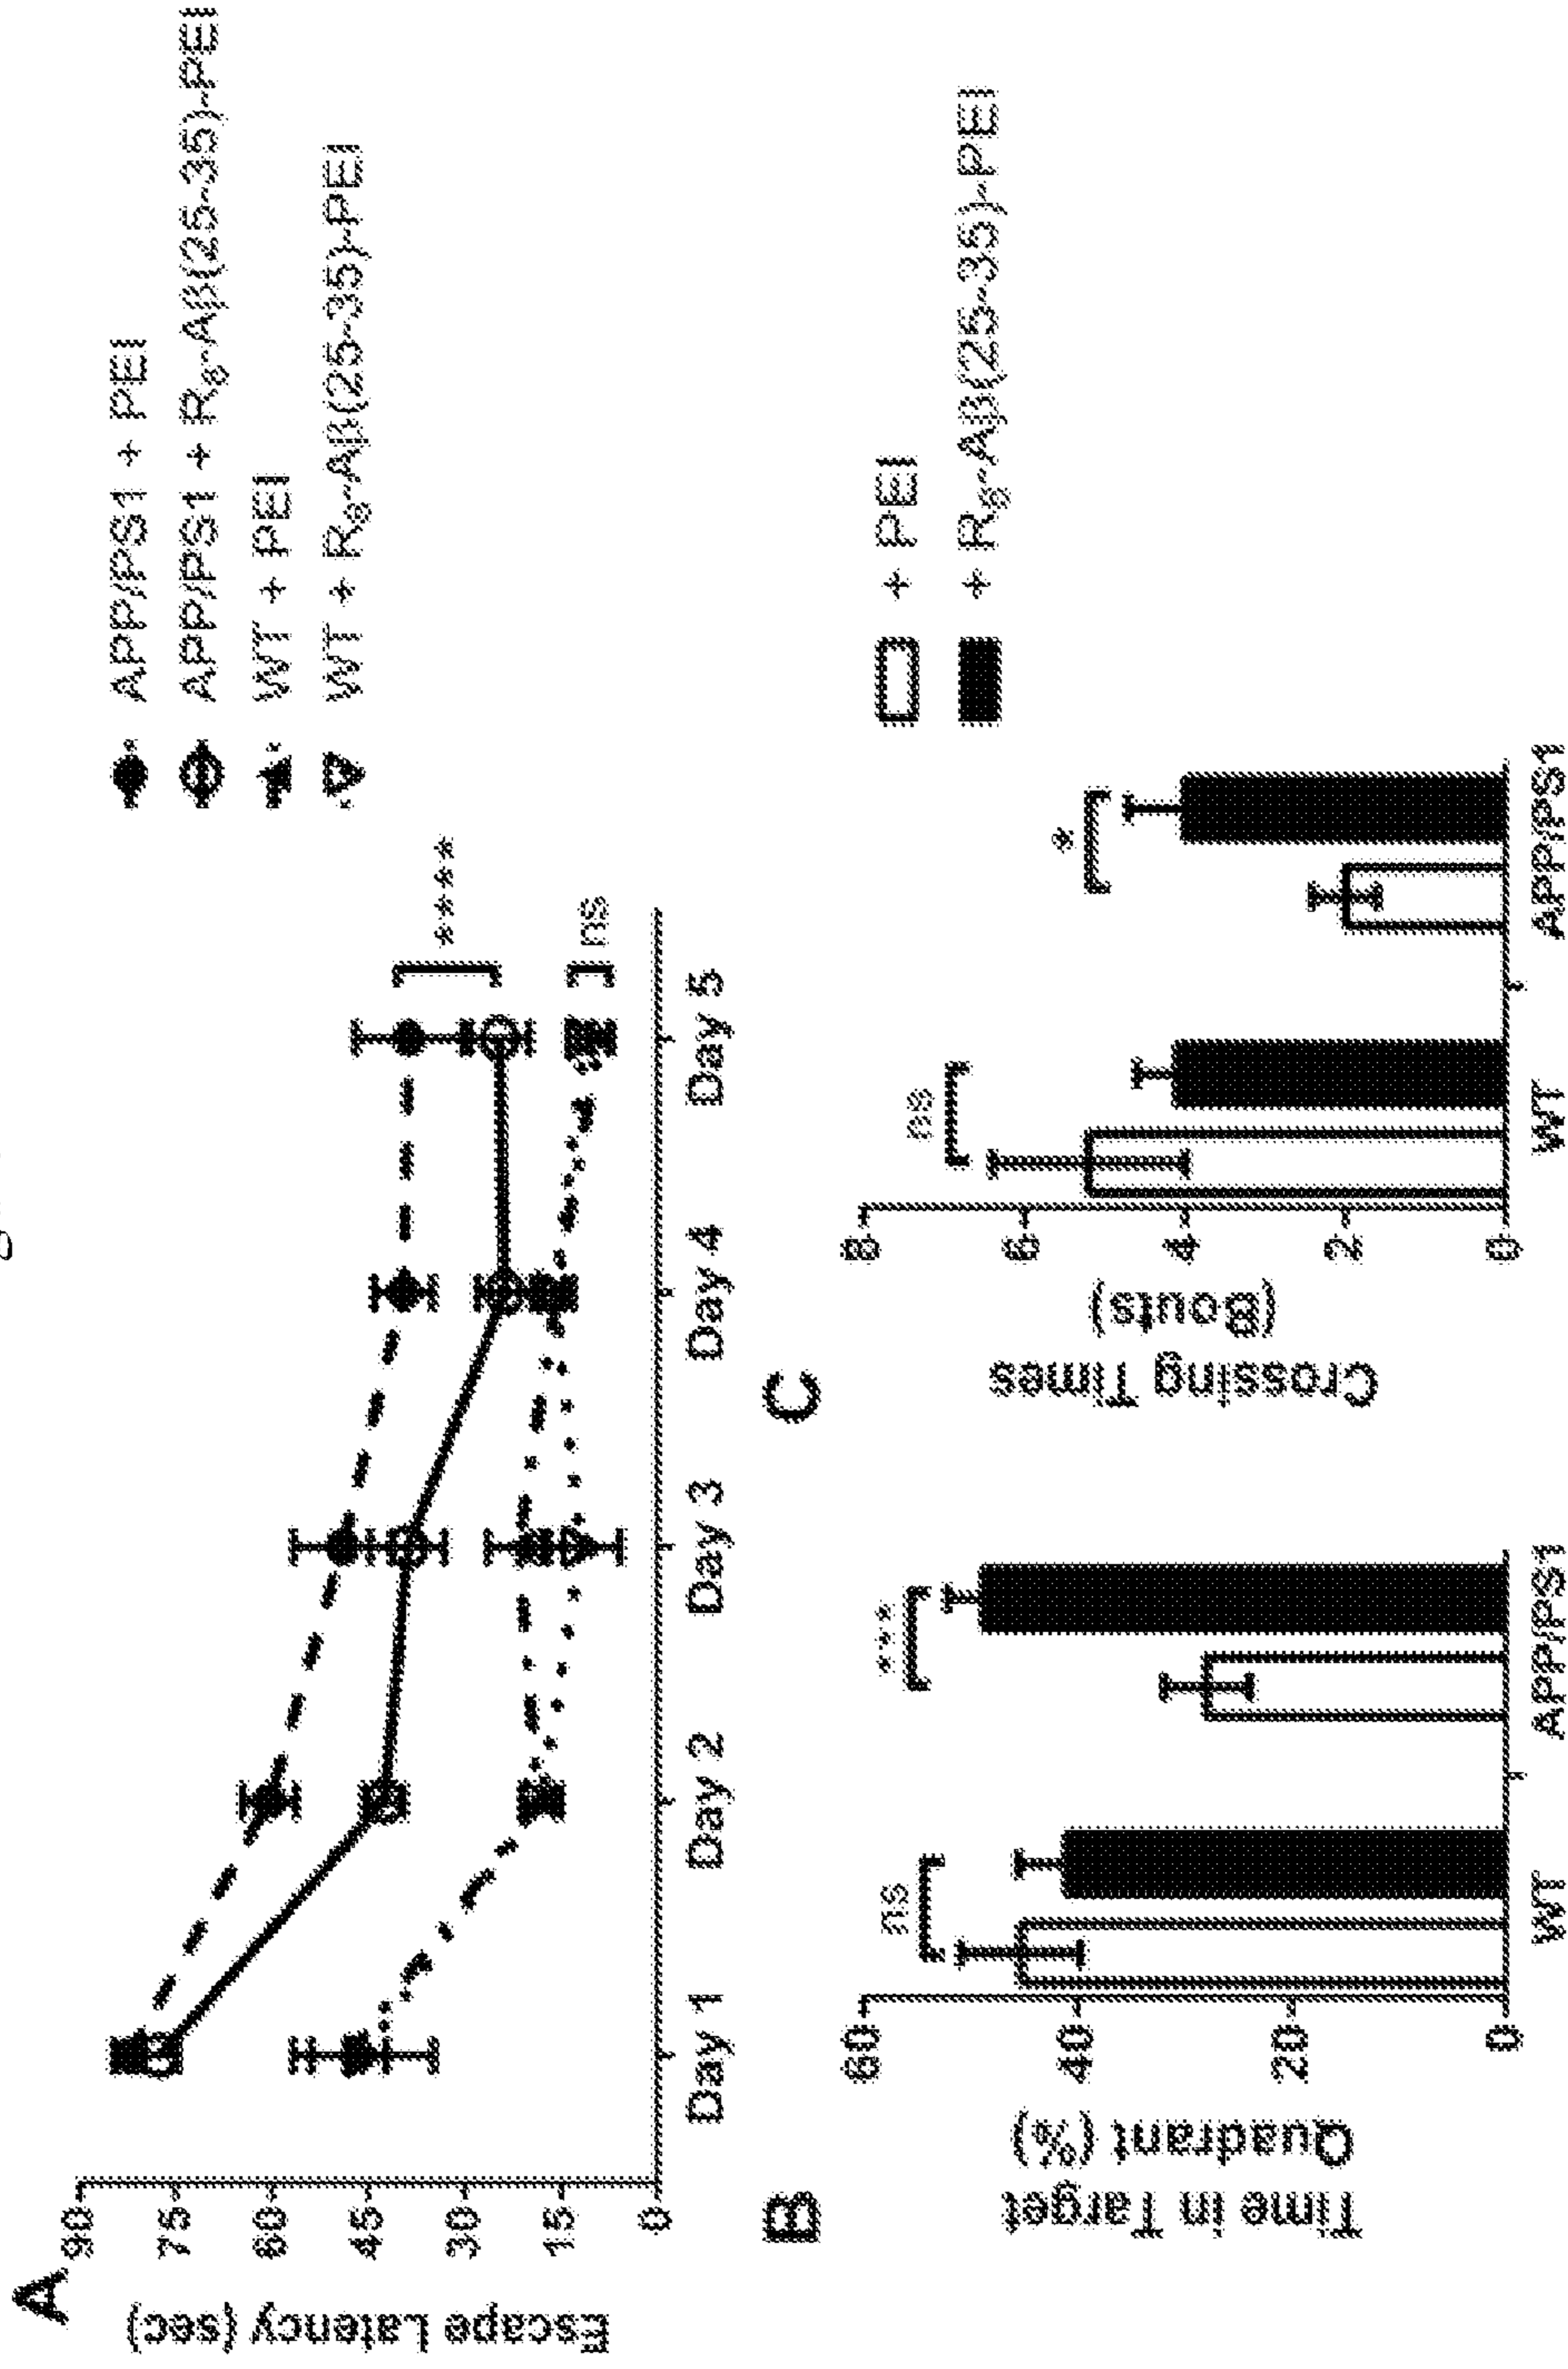 A
Escape Latency (sec)
90
75
60
45
30
15
0
Day 1
Day 2
Day 3
Day 4
Day 5
****
ns
APP/PS1 + PEI
APP/PS1 + R8-Aβ(25-35)-PEI
WT + PEI
WT + R8-Aβ(25-35)-PEI
B
Time in Target
Quadrant (%)
60
40
20
0
ns
***
WT
APP/PS1
C
Crossing Times
(Bouts)
8
6
4
2
0
ns
*
WT
APP/PS1
+ PEI
+ R8-Aβ(25-35)-PEI